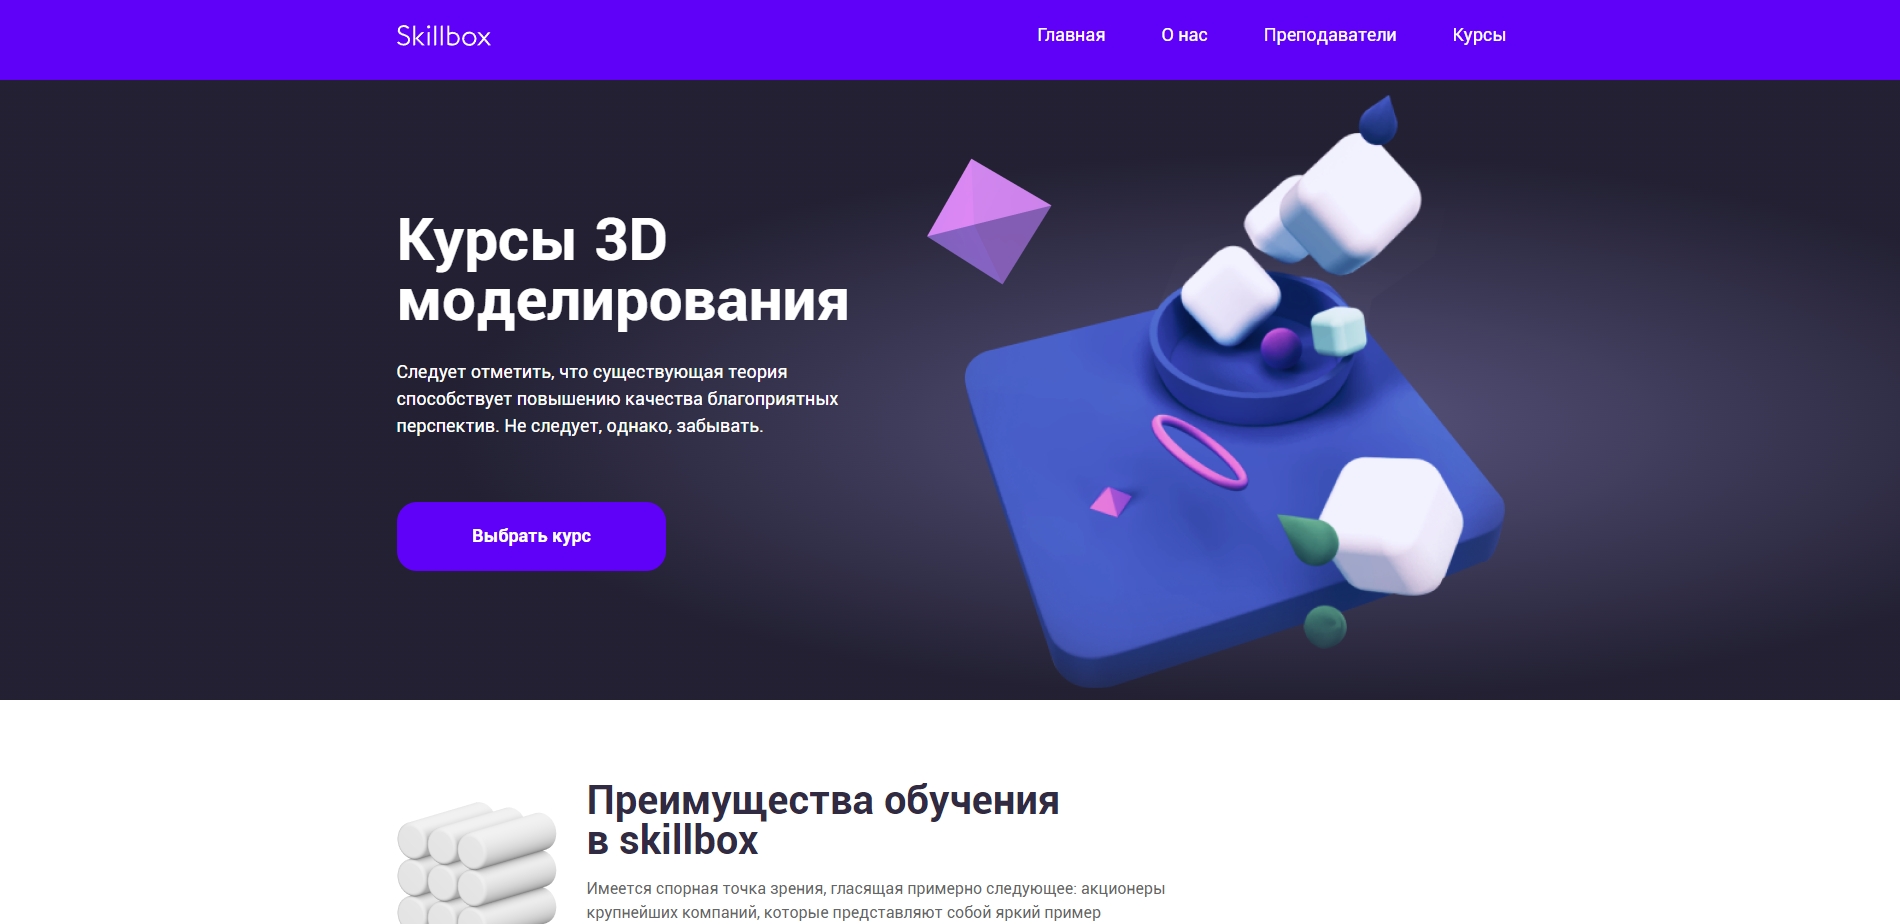 Skillbox
Главная
О нас
Преподаватели
Курсы
Курсы 3D
моделирования
Следует отметить, что существующая теория
способствует повышению качества благоприятных
перспектив. Не следует, однако, забывать.
Выбрать курс
Преимущества обучения
в skillbox
Имеется спорная точка зрения, гласящая примерно следующее: акционеры
крупнейших компаний, которые представляют собой яркий пример